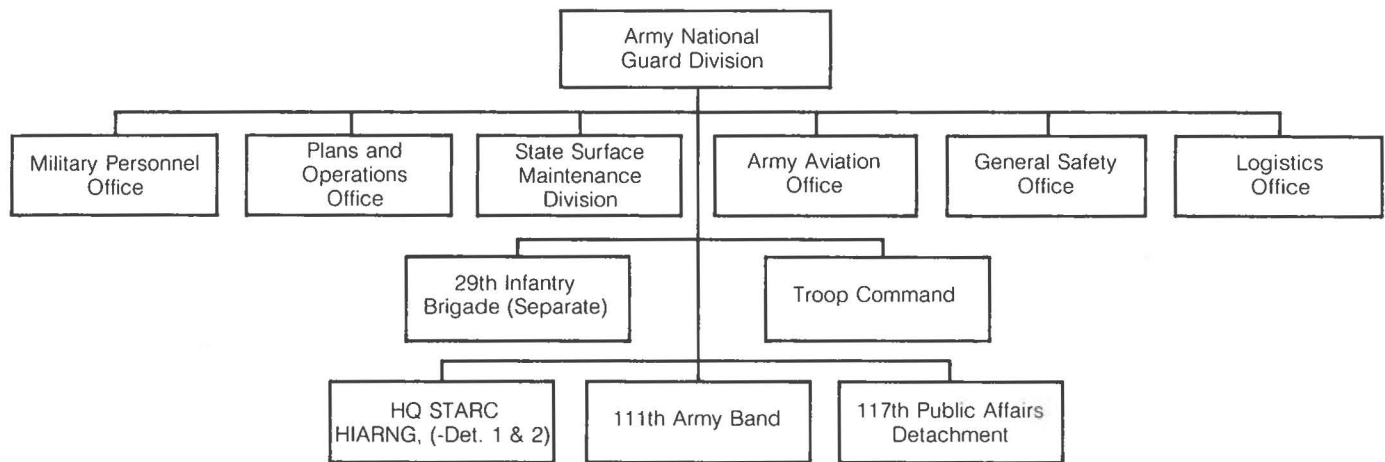 Army National
Guard Division
Military Personnel
Office
Plans and
Operations
Office
State Surface
Maintenance
Division
Army Aviation
Office
General Safety
Office
Logistics
Office
29th Infantry
Brigade (Separate)
Troop Command
HQ STARC
HIARNG, (-Det. 1 & 2)
111th Army Band
117th Public Affairs
Detachment